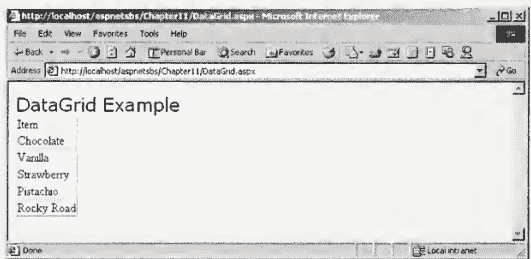 http://localhost/aspnetsbs/Chapter11/DataGrid.aspx - Microsoft Internet Explorer
File Edit View Favorites Tools Help
Back Personal Bar Search Favorites
Address http://localhost/aspnetsbs/Chapter11/DataGrid.aspx Go
DataGrid Example
Item
Chocolate
Vanilla
Strawberry
Pistachio
Rocky Road
Done Local intranet